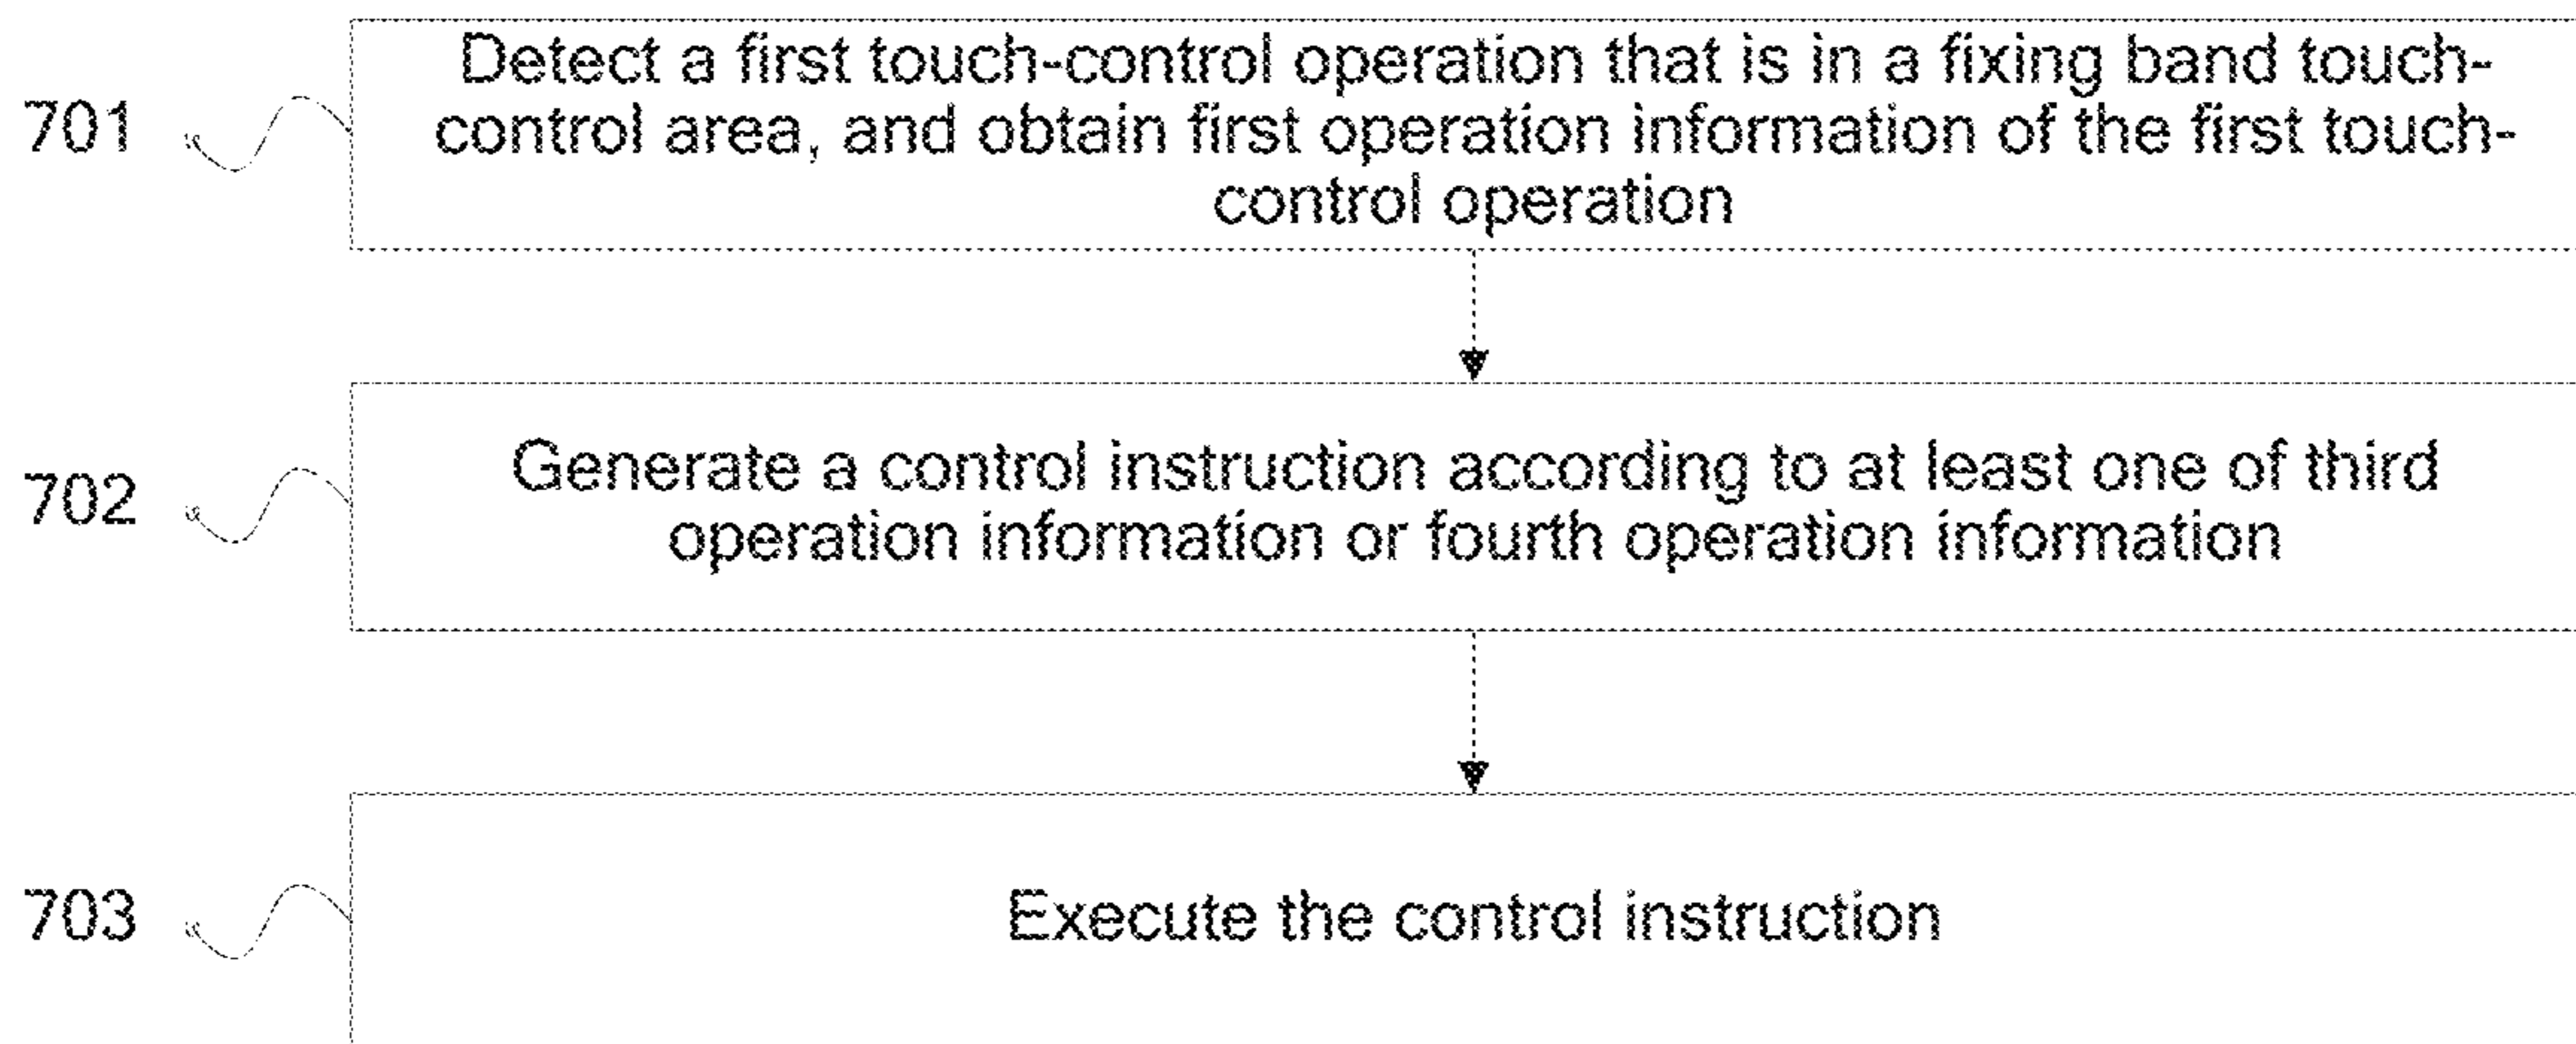 701
Detect a first touch-control operation that is in a fixing band touch-
control area, and obtain first operation information of the first touch-
control operation
702
Generate a control instruction according to at least one of third
operation information or fourth operation information
703
Execute the control instruction